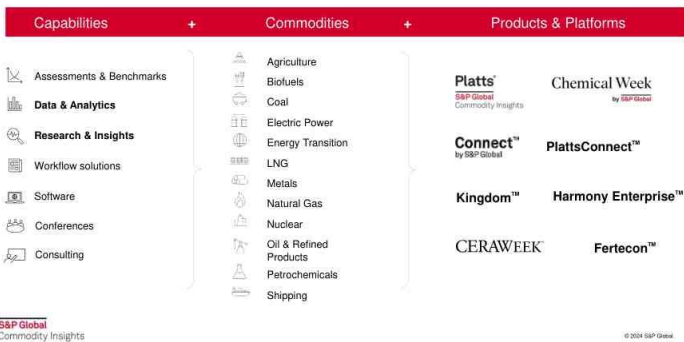 Capabilities + Commodities + Products & Platforms
Assessments & Benchmarks
Data & Analytics
Research & Insights
Workflow solutions
Software
Conferences
Consulting
Agriculture
Biofuels
Coal
Electric Power
Energy Transition
LNG
Metals
Natural Gas
Nuclear
Oil & Refined
Products
Petrochemicals
Shipping
Platts®
S&P Global
Commodity Insights
Chemical Week
by S&P Global
Connect™
by S&P Global
PlattsConnect™
Kingdom™
Harmony Enterprise™
CERAWEEK™
Fertecon™
S&P Global
Commodity Insights
© 2024 S&P Global.